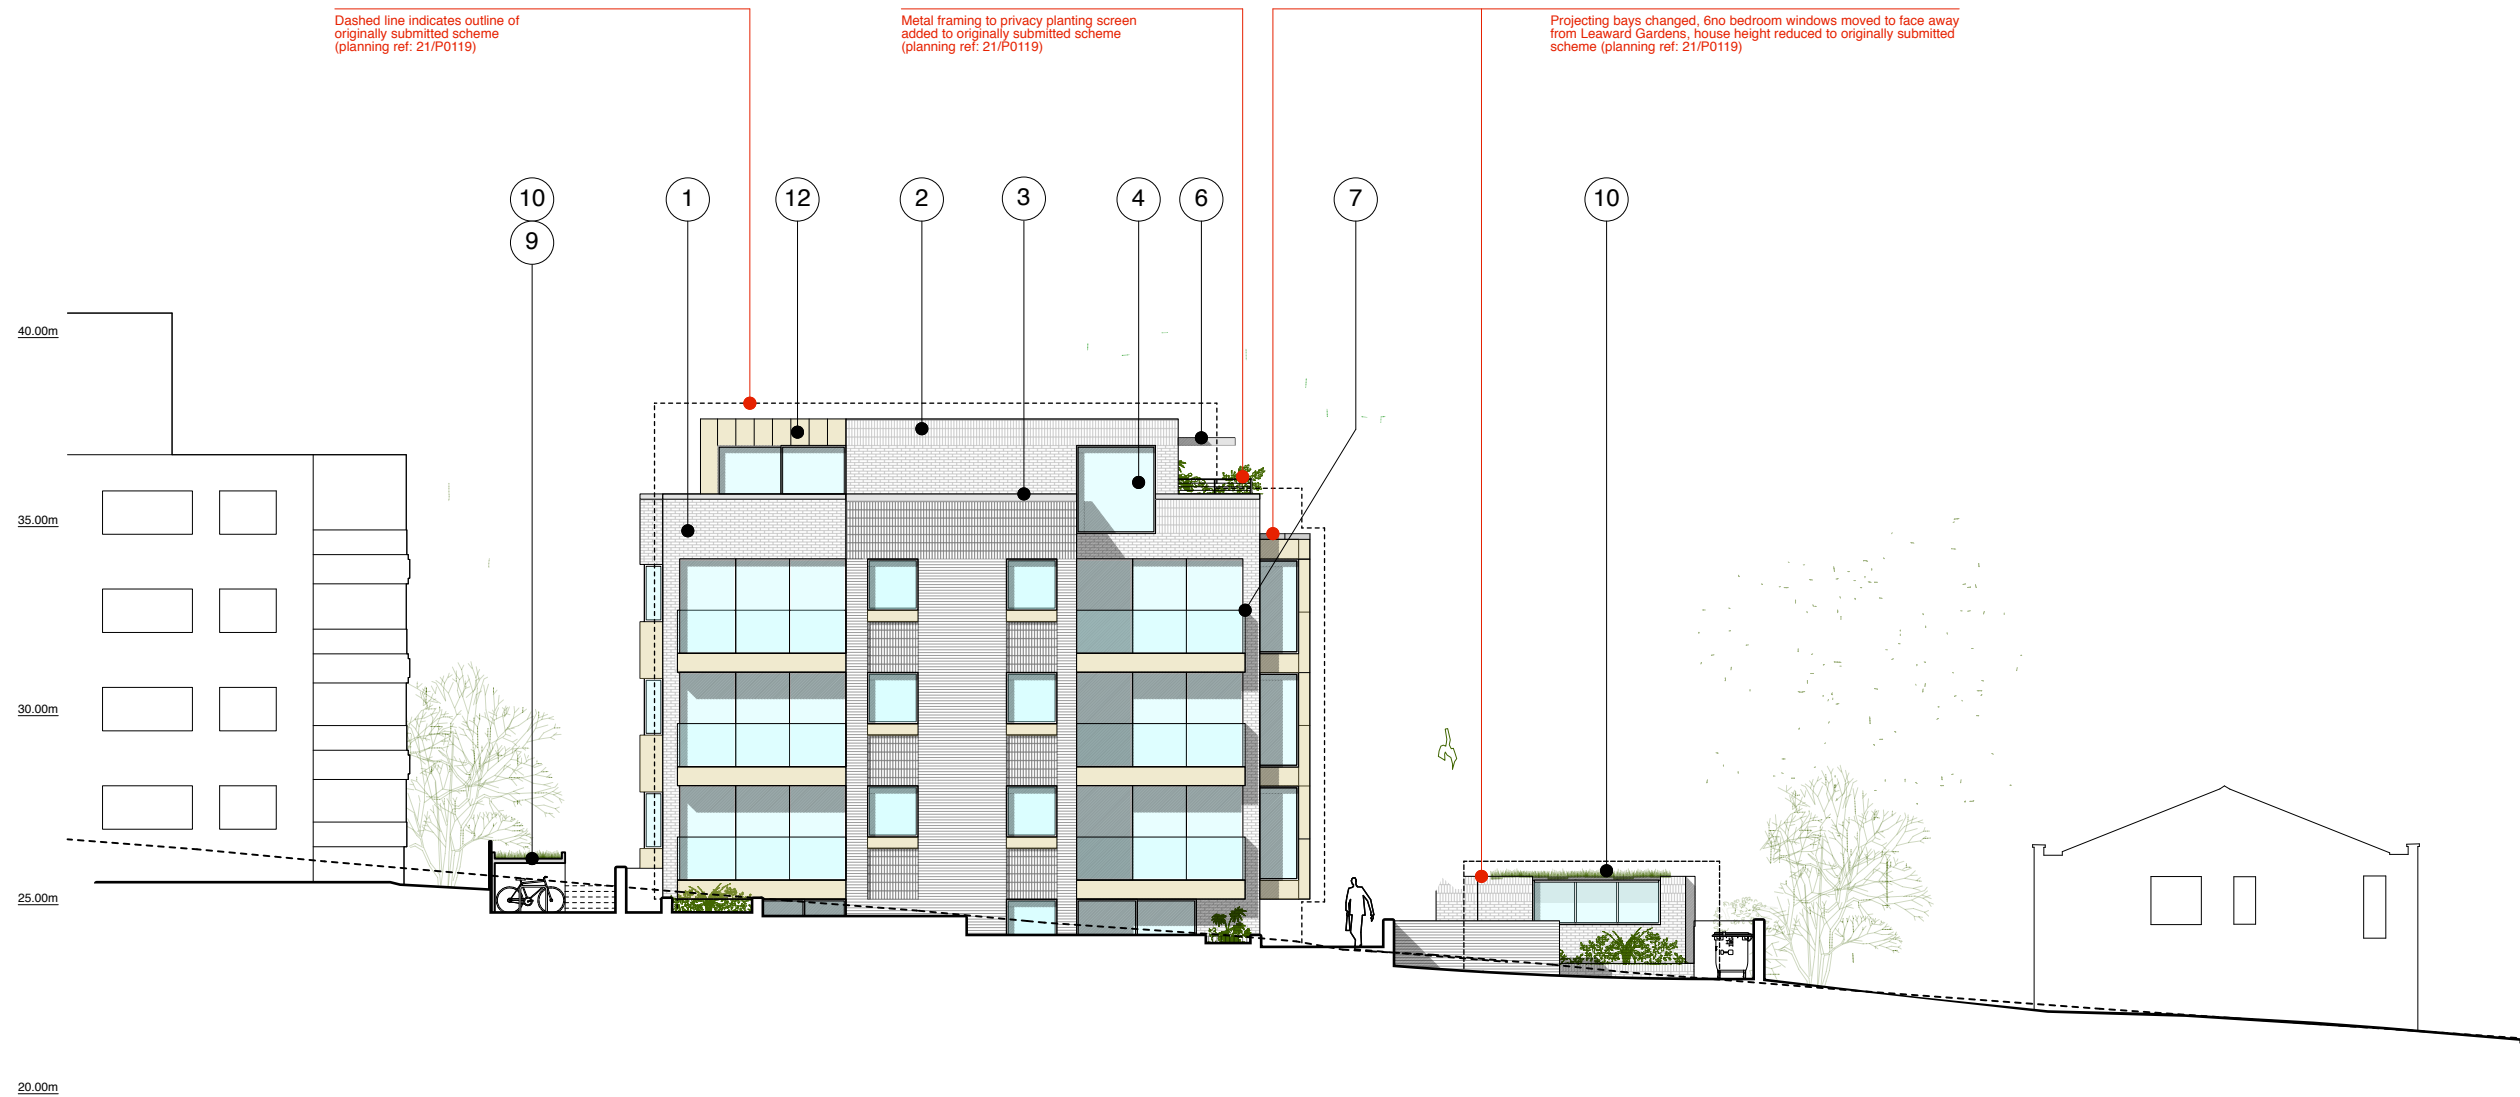 Dashed line indicates outline of
originally submitted scheme
(planning ref: 21/P0119)
Metal framing to privacy planting screen
added to originally submitted scheme
(planning ref: 21/P0119)
Projecting bays changed, 6no bedroom windows moved to face away
from Leaward Gardens, house height reduced to originally submitted
scheme (planning ref: 21/P0119)
10
1
12
2
3
4
6
7
10
9
40.00m
35.00m
30.00m
25.00m
20.00m